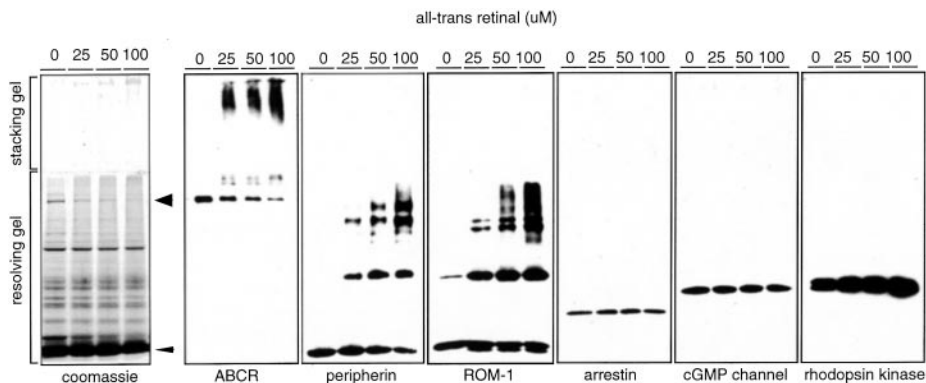 all-trans retinal (uM)
0 25 50 100 0 25 50 100 0 25 50 100 0 25 50 100 0 25 50 100 0 25 50 100 0 25 50 100
stacking gel
resolving gel
coomassie ABCR peripherin ROM-1 arrestin cGMP channel rhodopsin kinase